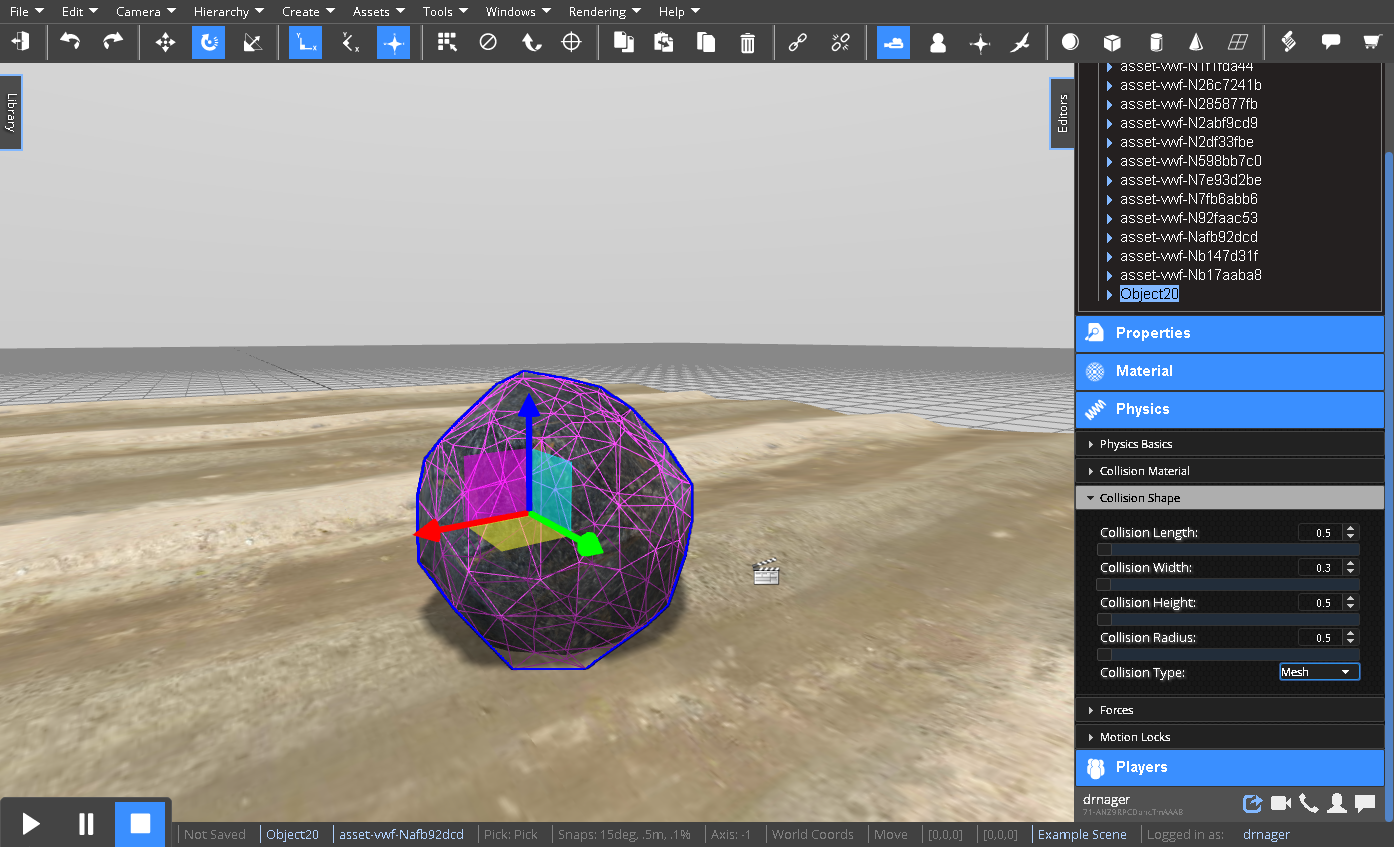 File Edit Camera Hierarchy Create Assets Tools Windows Rendering Help
Library
Editors
asset-vwf-N1f1fda44
asset-vwf-N26c7241b
asset-vwf-N285877fb
asset-vwf-N2abf9cd9
asset-vwf-N2df33fbe
asset-vwf-N598bb7c0
asset-vwf-N7e93d2be
asset-vwf-N7fb6abb6
asset-vwf-N92faac53
asset-vwf-Nafb92dcd
asset-vwf-Nb147d31f
asset-vwf-Nb17aaba8
Object20
Properties
Material
Physics
Physics Basics
Collision Material
Collision Shape
Collision Length: 0.5
Collision Width: 0.3
Collision Height: 0.5
Collision Radius: 0.5
Collision Type: Mesh
Forces
Motion Locks
Players
drnager
Not Saved Object20 asset-vwf-Nafb92dcd Pick: Pick Snaps: 15deg, .5m, .1% Axis: -1 World Coords Move [0,0,0] [0,0,0] Example Scene Logged in as: drnager